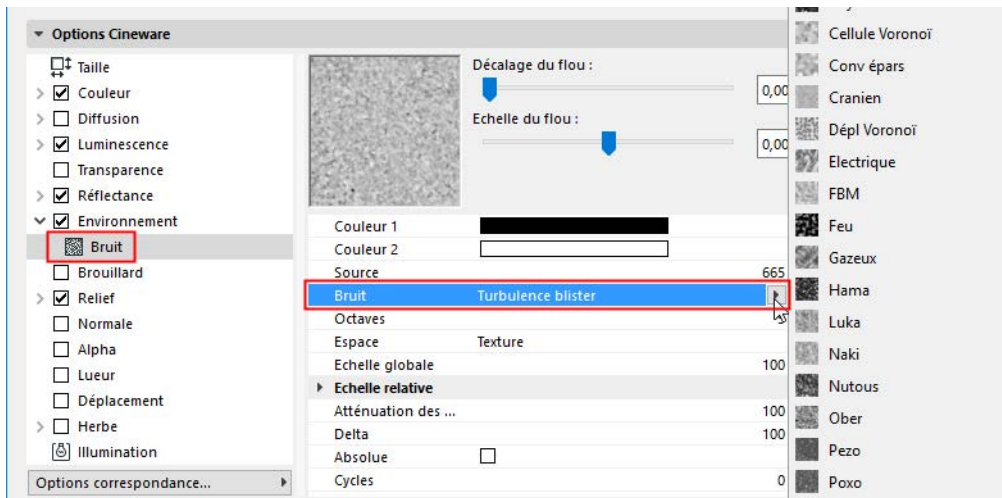 Options Cineware
Taille
Couleur
Diffusion
Luminescence
Transparence
Réflectance
Environnement
Bruit
Brouillard
Relief
Normale
Alpha
Lueur
Déplacement
Herbe
Illumination
Options correspondance...
Décalage du flou :
0,00
Echelle du flou :
0,00
Couleur 1
Couleur 2
Source 665
Bruit Turbulence blister
Octaves
Espace Texture
Echelle globale 100
Echelle relative
Atténuation des ... 100
Delta 100
Absolue
Cycles 0
Cellule Voronoï
Conv épars
Cranien
Dépl Voronoï
Electrique
FBM
Feu
Gazeux
Hama
Luka
Naki
Nutous
Ober
Pezo
Poxo